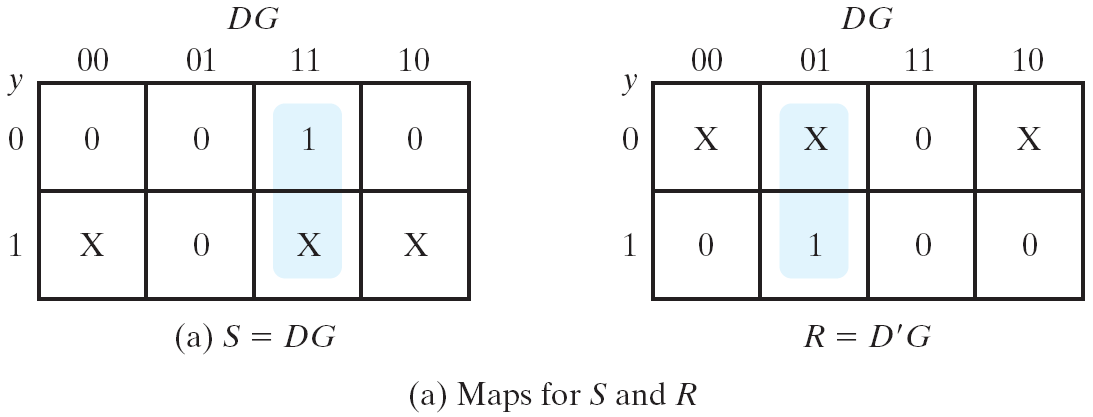 DG DG
00 01 11 10 00 01 11 10
y y
0 0 0 1 0 0 X X 0 X
1 X 0 X X 1 0 1 0 0
(a) S = DG R = D'G
(a) Maps for S and R